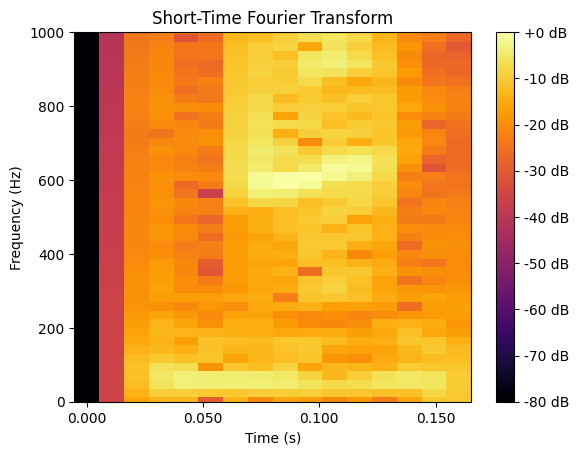 Short-Time Fourier Transform
1000
800
600
400
200
0
Frequency (Hz)
0.000
0.050
0.100
0.150
Time (s)
+0 dB
-10 dB
-20 dB
-30 dB
-40 dB
-50 dB
-60 dB
-70 dB
-80 dB